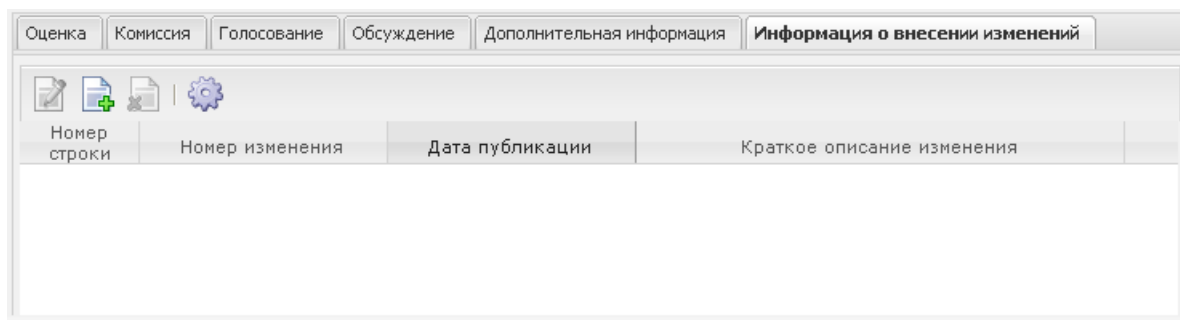 Оценка Комиссия Голосование Обсуждение Дополнительная информация Информация о внесении изменений
Номер строки Номер изменения Дата публикации Краткое описание изменения